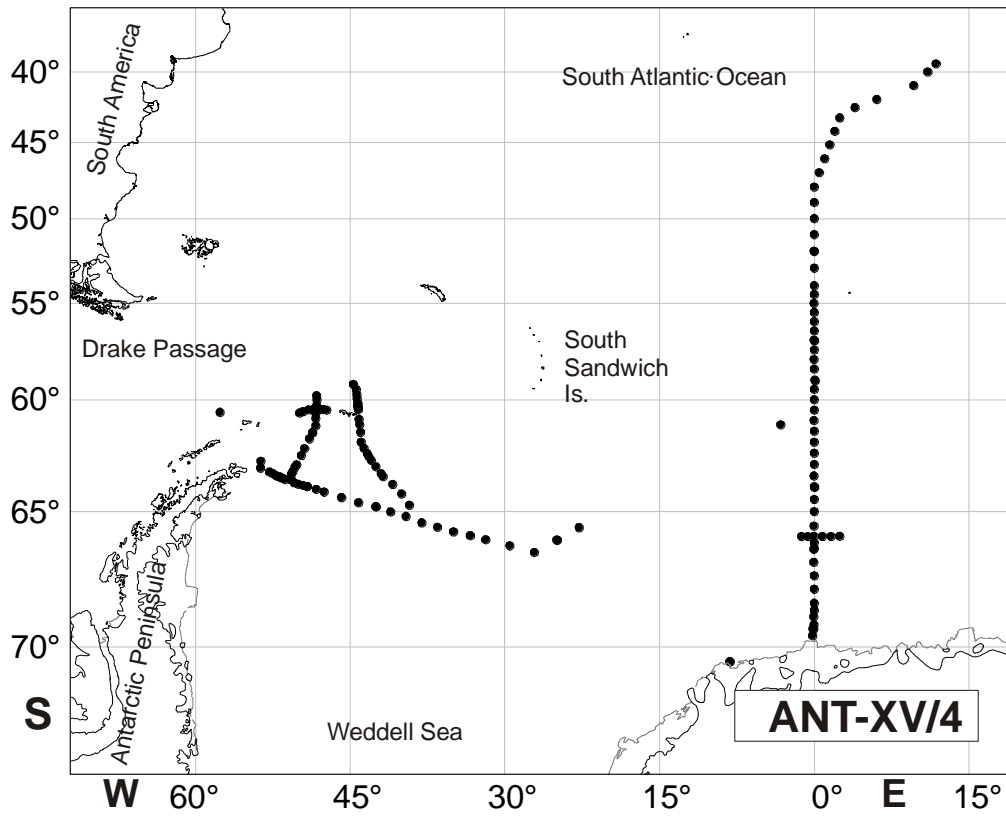 South America
40°
South Atlantic Ocean
45°
50°
55°
Drake Passage
South
Sandwich
Is.
60°
65°
Antarctic Peninsula
70°
S
Weddell Sea
ANT-XV/4
W 60° 45° 30° 15° 0° E 15°